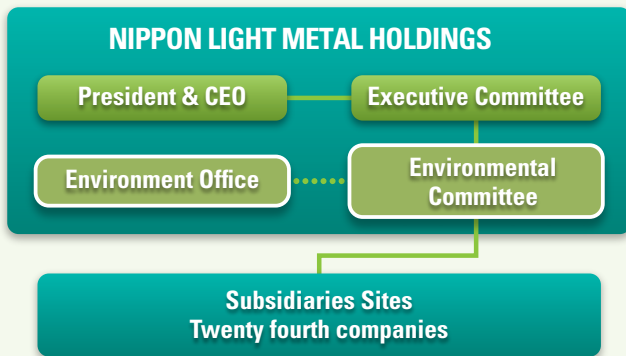 NIPPON LIGHT METAL HOLDINGS
President & CEO
Executive Committee
Environment Office
Environmental
Committee
Subsidiaries Sites
Twenty fourth companies